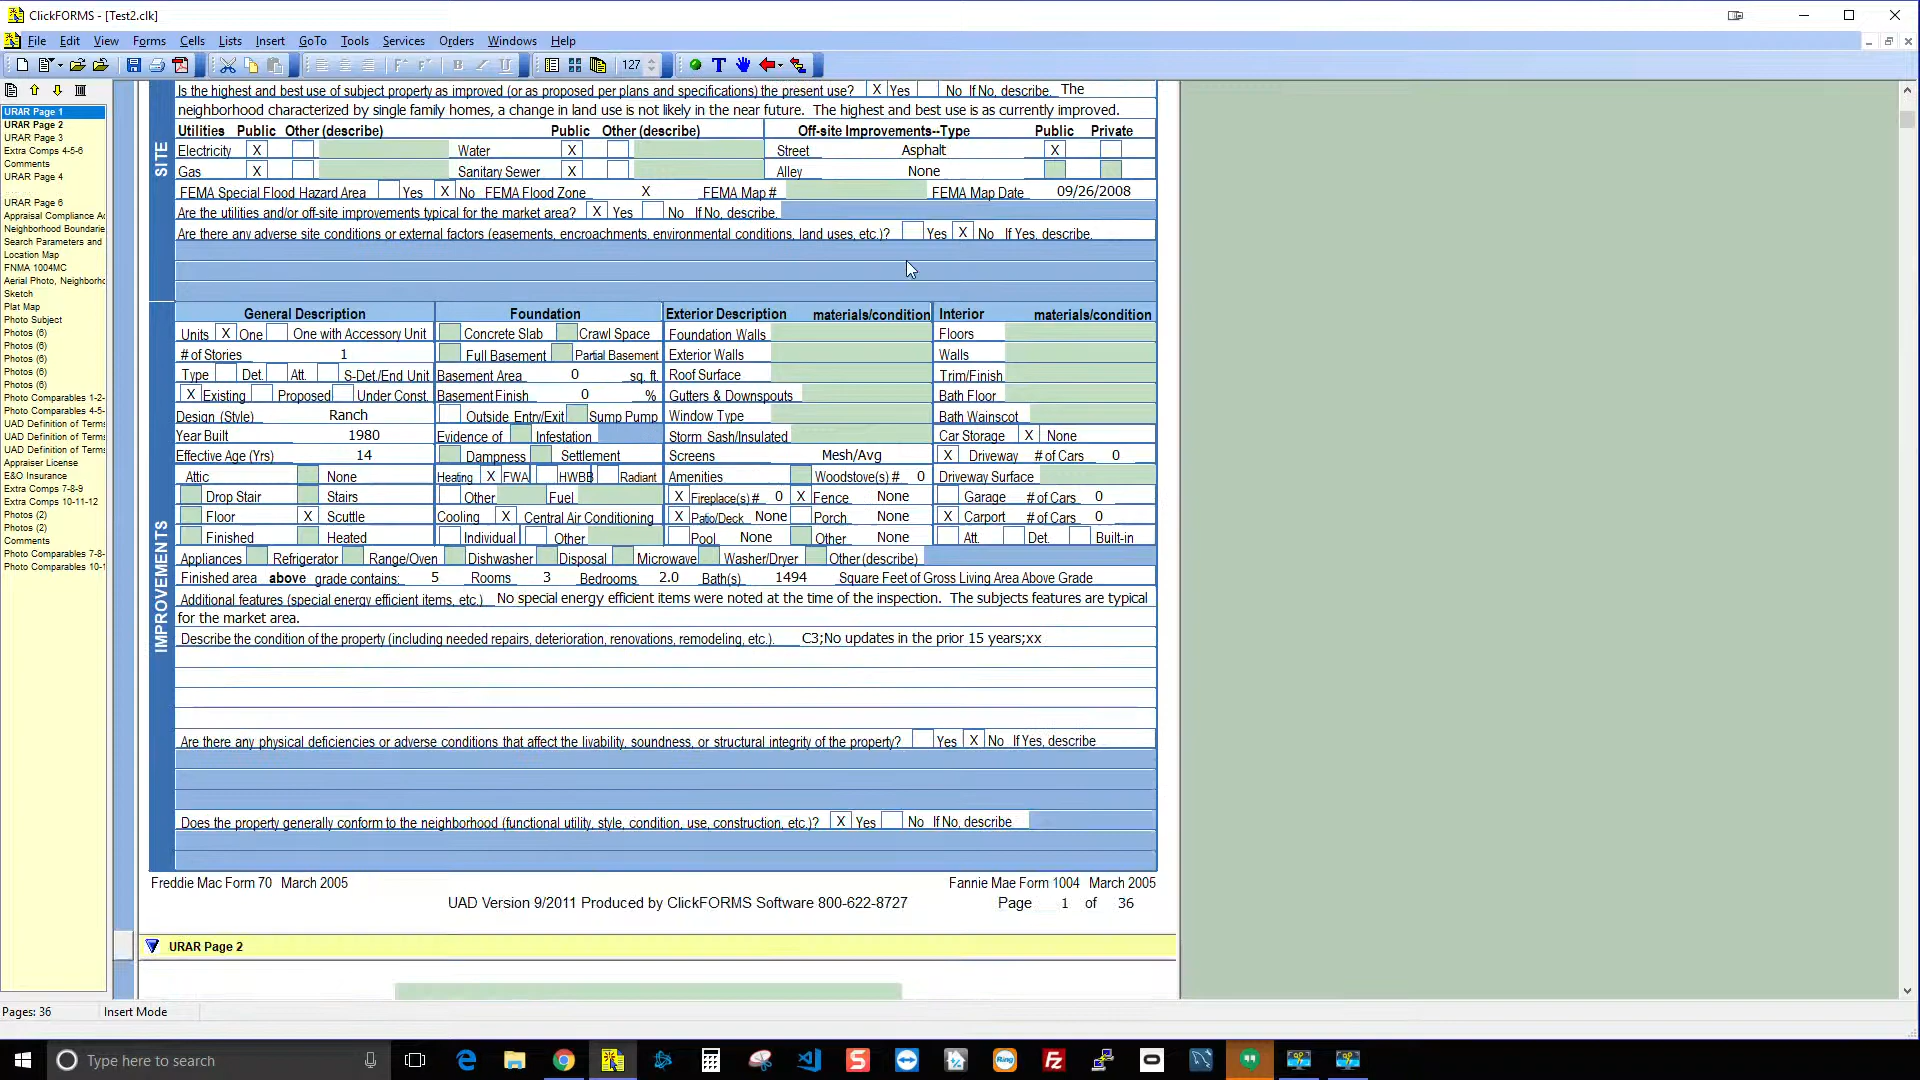 ClickFORMS - [Test2.clk]
File Edit View Forms Cells Lists Insert GoTo Tools Services Orders Windows Help
127
URAR Page 1
URAR Page 2
URAR Page 3
Extra Comps 4-5-6
Comments
URAR Page 4
URAR Page 6
Appraisal Compliance Ac
Neighborhood Boundarie
Search Parameters and
Location Map
FNMA 1004MC
Aerial Photo, Neighborho
Sketch
Plat Map
Photo Subject
Photos (6)
Photos (6)
Photos (6)
Photos (6)
Photos (6)
Photo Comparables 1-2-
Photo Comparables 4-5-
UAD Definition of Terms
UAD Definition of Terms
UAD Definition of Terms
Appraiser License
E&O Insurance
Extra Comps 7-8-9
Extra Comps 10-11-12
Photos (2)
Photos (2)
Comments
Photo Comparables 7-8-
Photo Comparables 10-1
Is the highest and best use of subject property as improved (or as proposed per plans and specifications) the present use? X Yes No If No, describe. The
neighborhood characterized by single family homes, a change in land use is not likely in the near future. The highest and best use is as currently improved.
SITE
Utilities Public Other (describe) Public Other (describe) Off-site Improvements--Type Public Private
Electricity X Water X Street Asphalt X
Gas X Sanitary Sewer X Alley None
FEMA Special Flood Hazard Area Yes X No FEMA Flood Zone X FEMA Map # FEMA Map Date 09/26/2008
Are the utilities and/or off-site improvements typical for the market area? X Yes No If No, describe.
Are there any adverse site conditions or external factors (easements, encroachments, environmental conditions, land uses, etc.)? Yes X No If Yes, describe.
IMPROVEMENTS
General Description Foundation Exterior Description materials/condition Interior materials/condition
Units X One One with Accessory Unit Concrete Slab Crawl Space Foundation Walls Floors
# of Stories 1 Full Basement Partial Basement Exterior Walls Walls
Type Det. Att. S-Det./End Unit Basement Area 0 sq. ft. Roof Surface Trim/Finish
X Existing Proposed Under Const. Basement Finish 0 % Gutters & Downspouts Bath Floor
Design (Style) Ranch Outside Entry/Exit Sump Pump Window Type Bath Wainscot
Year Built 1980 Evidence of Infestation Storm Sash/Insulated Car Storage X None
Effective Age (Yrs) 14 Dampness Settlement Screens Mesh/Avg X Driveway # of Cars 0
Attic None Heating X FWA HWBB Radiant Amenities Woodstove(s) # 0 Driveway Surface
Drop Stair Stairs Other Fuel X Fireplace(s) # 0 X Fence None Garage # of Cars 0
Floor X Scuttle Cooling X Central Air Conditioning X Patio/Deck None Porch None X Carport # of Cars 0
Finished Heated Individual Other Pool None Other None Att. Det. Built-in
Appliances Refrigerator Range/Oven Dishwasher Disposal Microwave Washer/Dryer Other (describe)
Finished area above grade contains: 5 Rooms 3 Bedrooms 2.0 Bath(s) 1494 Square Feet of Gross Living Area Above Grade
Additional features (special energy efficient items, etc.) No special energy efficient items were noted at the time of the inspection. The subjects features are typical
for the market area.
Describe the condition of the property (including needed repairs, deterioration, renovations, remodeling, etc.). C3;No updates in the prior 15 years;xx
Are there any physical deficiencies or adverse conditions that affect the livability, soundness, or structural integrity of the property? Yes X No If Yes, describe
Does the property generally conform to the neighborhood (functional utility, style, condition, use, construction, etc.)? X Yes No If No, describe
Freddie Mac Form 70 March 2005 Fannie Mae Form 1004 March 2005
UAD Version 9/2011 Produced by ClickFORMS Software 800-622-8727 Page 1 of 36
URAR Page 2
Pages: 36 Insert Mode
Type here to search